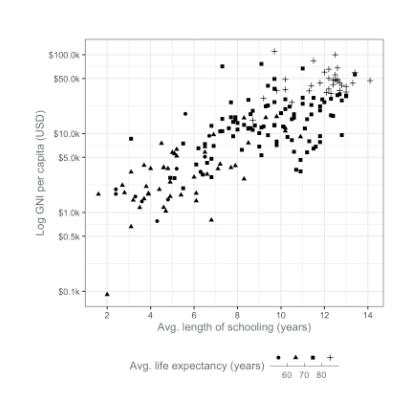 $100.0k
$50.0k
$10.0k
$5.0k
$1.0k
$0.5k
$0.1k
Log GNI per capita (USD)
2 4 6 8 10 12 14
Avg. length of schooling (years)
Avg. life expectancy (years)
60 70 80